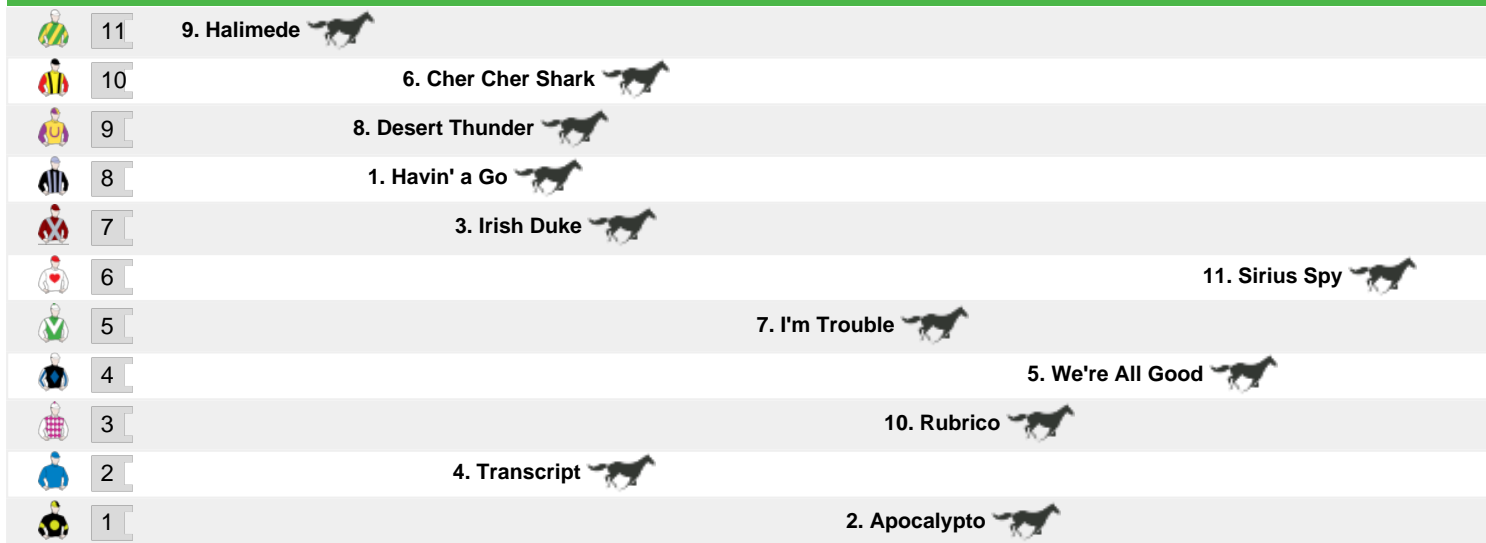 11 9. Halimede
10 6. Cher Cher Shark
9 8. Desert Thunder
8 1. Havin' a Go
7 3. Irish Duke
6 11. Sirius Spy
5 7. I'm Trouble
4 5. We're All Good
3 10. Rubrico
2 4. Transcript
1 2. Apocalypto